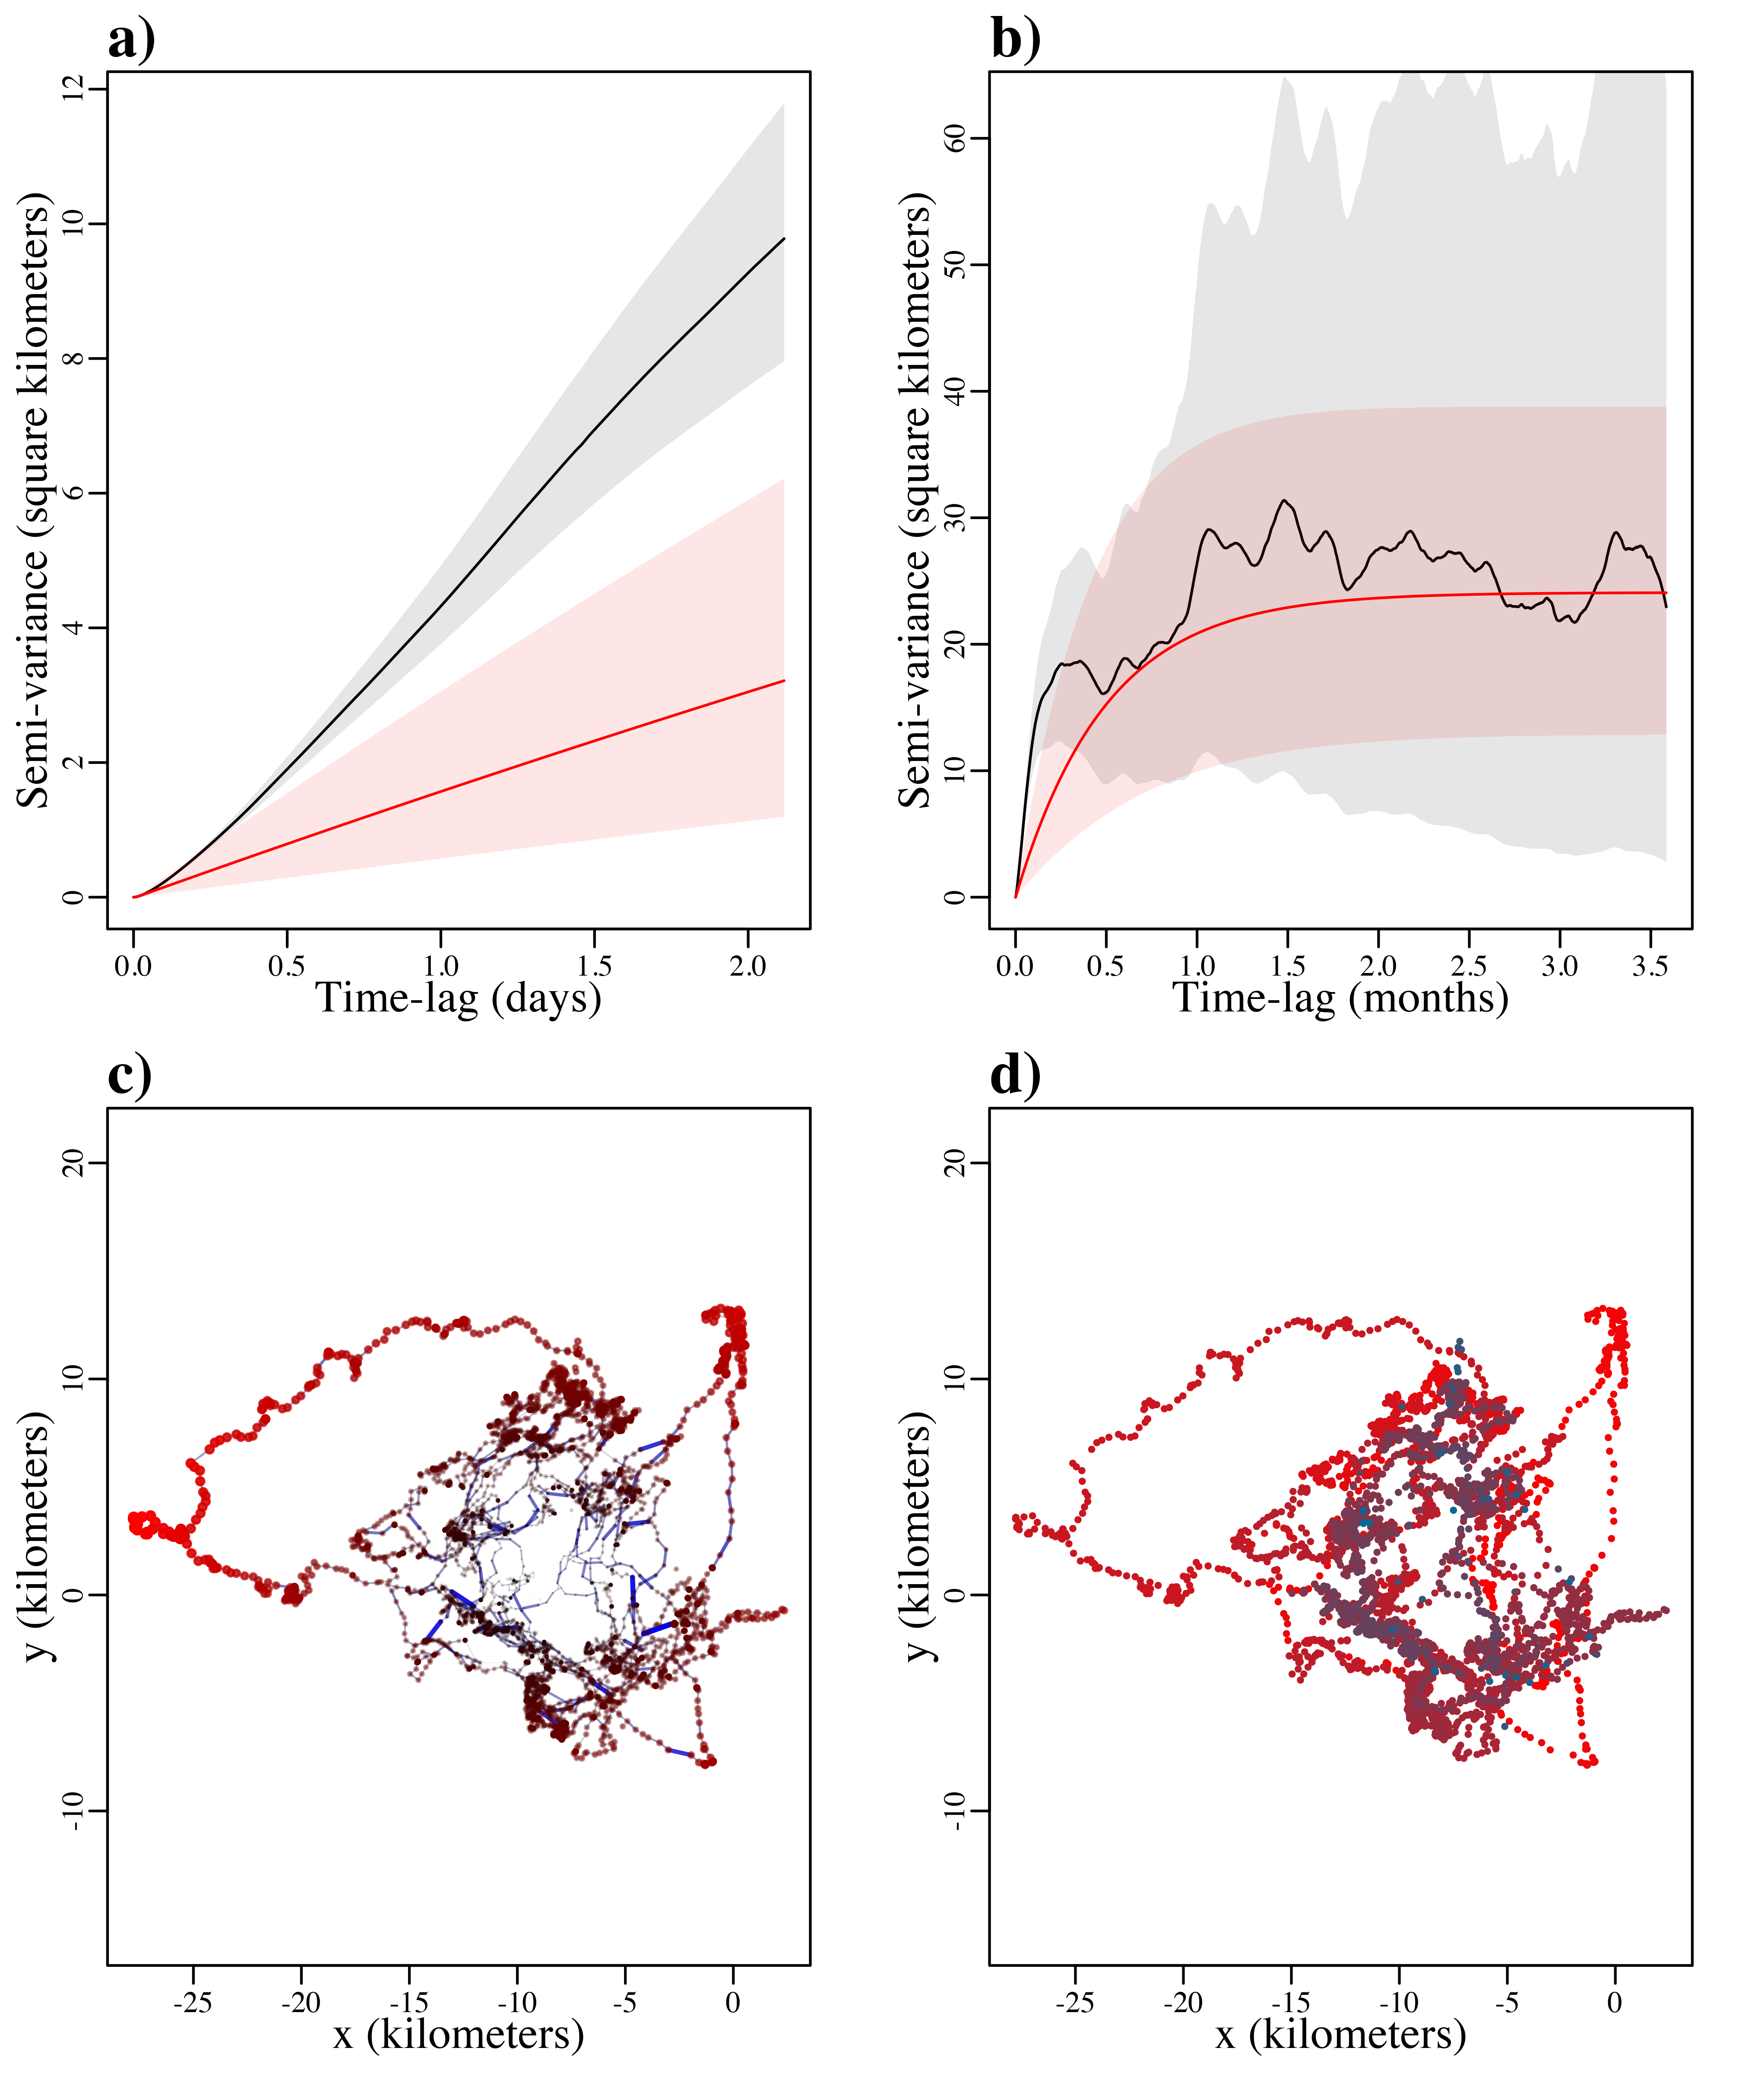 a)
Semi-variance (square kilometers)
12
10
8
6
4
2
0
0.0 0.5 1.0 1.5 2.0
Time-lag (days)
b)
Semi-variance (square kilometers)
60
50
40
30
20
10
0
0.0 0.5 1.0 1.5 2.0 2.5 3.0 3.5
Time-lag (months)
c)
y (kilometers)
20
10
0
-10
-25 -20 -15 -10 -5 0
x (kilometers)
d)
y (kilometers)
20
10
0
-10
-25 -20 -15 -10 -5 0
x (kilometers)